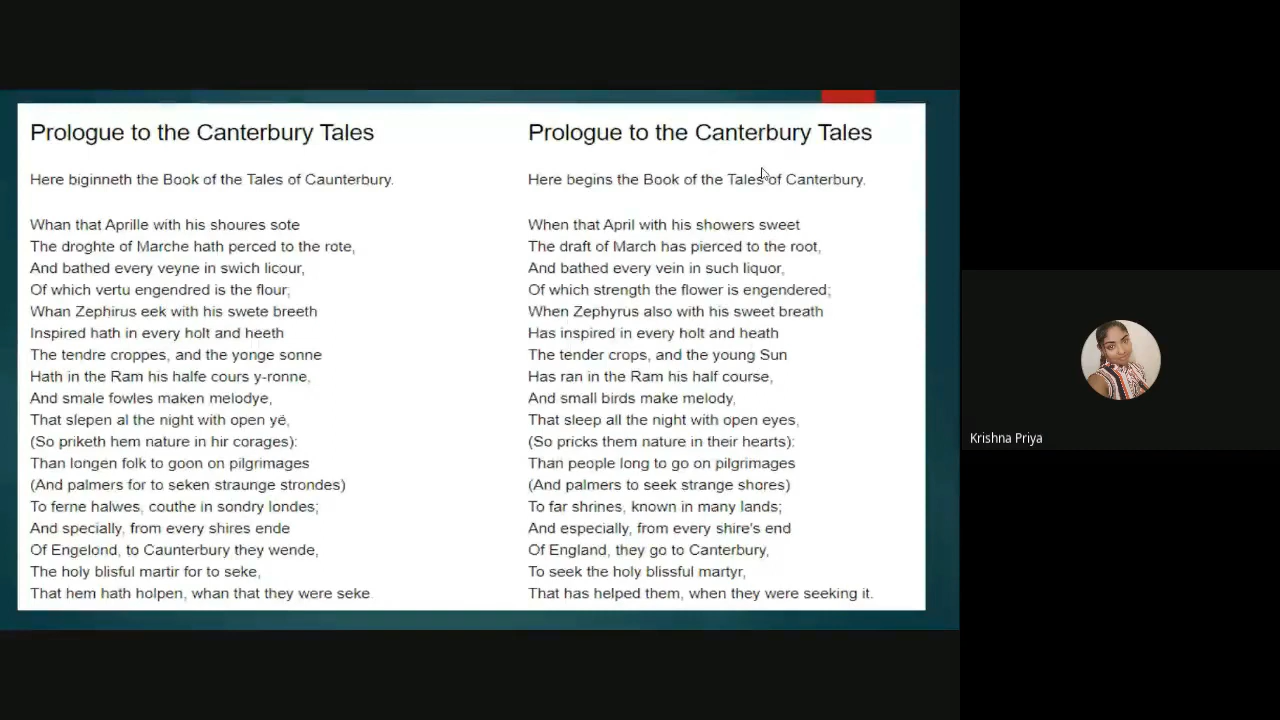 Prologue to the Canterbury Tales
Here biginneth the Book of the Tales of Caunterbury.
Whan that Aprille with his shoures sote
The droghte of Marche hath perced to the rote,
And bathed every veyne in swich licour,
Of which vertu engendred is the flour;
Whan Zephirus eek with his swete breeth
Inspired hath in every holt and heeth
The tendre croppes, and the yonge sonne
Hath in the Ram his halfe cours y-ronne,
And smale fowles maken melodye,
That slepen al the night with open yë,
(So priketh hem nature in hir corages):
Than longen folk to goon on pilgrimages
(And palmers for to seken straunge strondes)
To ferne halwes, couthe in sondry londes;
And specially, from every shires ende
Of Engelond, to Caunterbury they wende,
The holy blisful martir for to seke,
That hem hath holpen, whan that they were seke
Prologue to the Canterbury Tales
Here begins the Book of the Tales of Canterbury.
When that April with his showers sweet
The draft of March has pierced to the root,
And bathed every vein in such liquor,
Of which strength the flower is engendered;
When Zephyrus also with his sweet breath
Has inspired in every holt and heath
The tender crops, and the young Sun
Has ran in the Ram his half course,
And small birds make melody,
That sleep all the night with open eyes,
(So pricks them nature in their hearts):
Than people long to go on pilgrimages
(And palmers to seek strange shores)
To far shrines, known in many lands;
And especially, from every shire's end
Of England, they go to Canterbury,
To seek the holy blissful martyr,
That has helped them, when they were seeking it.
Krishna Priya